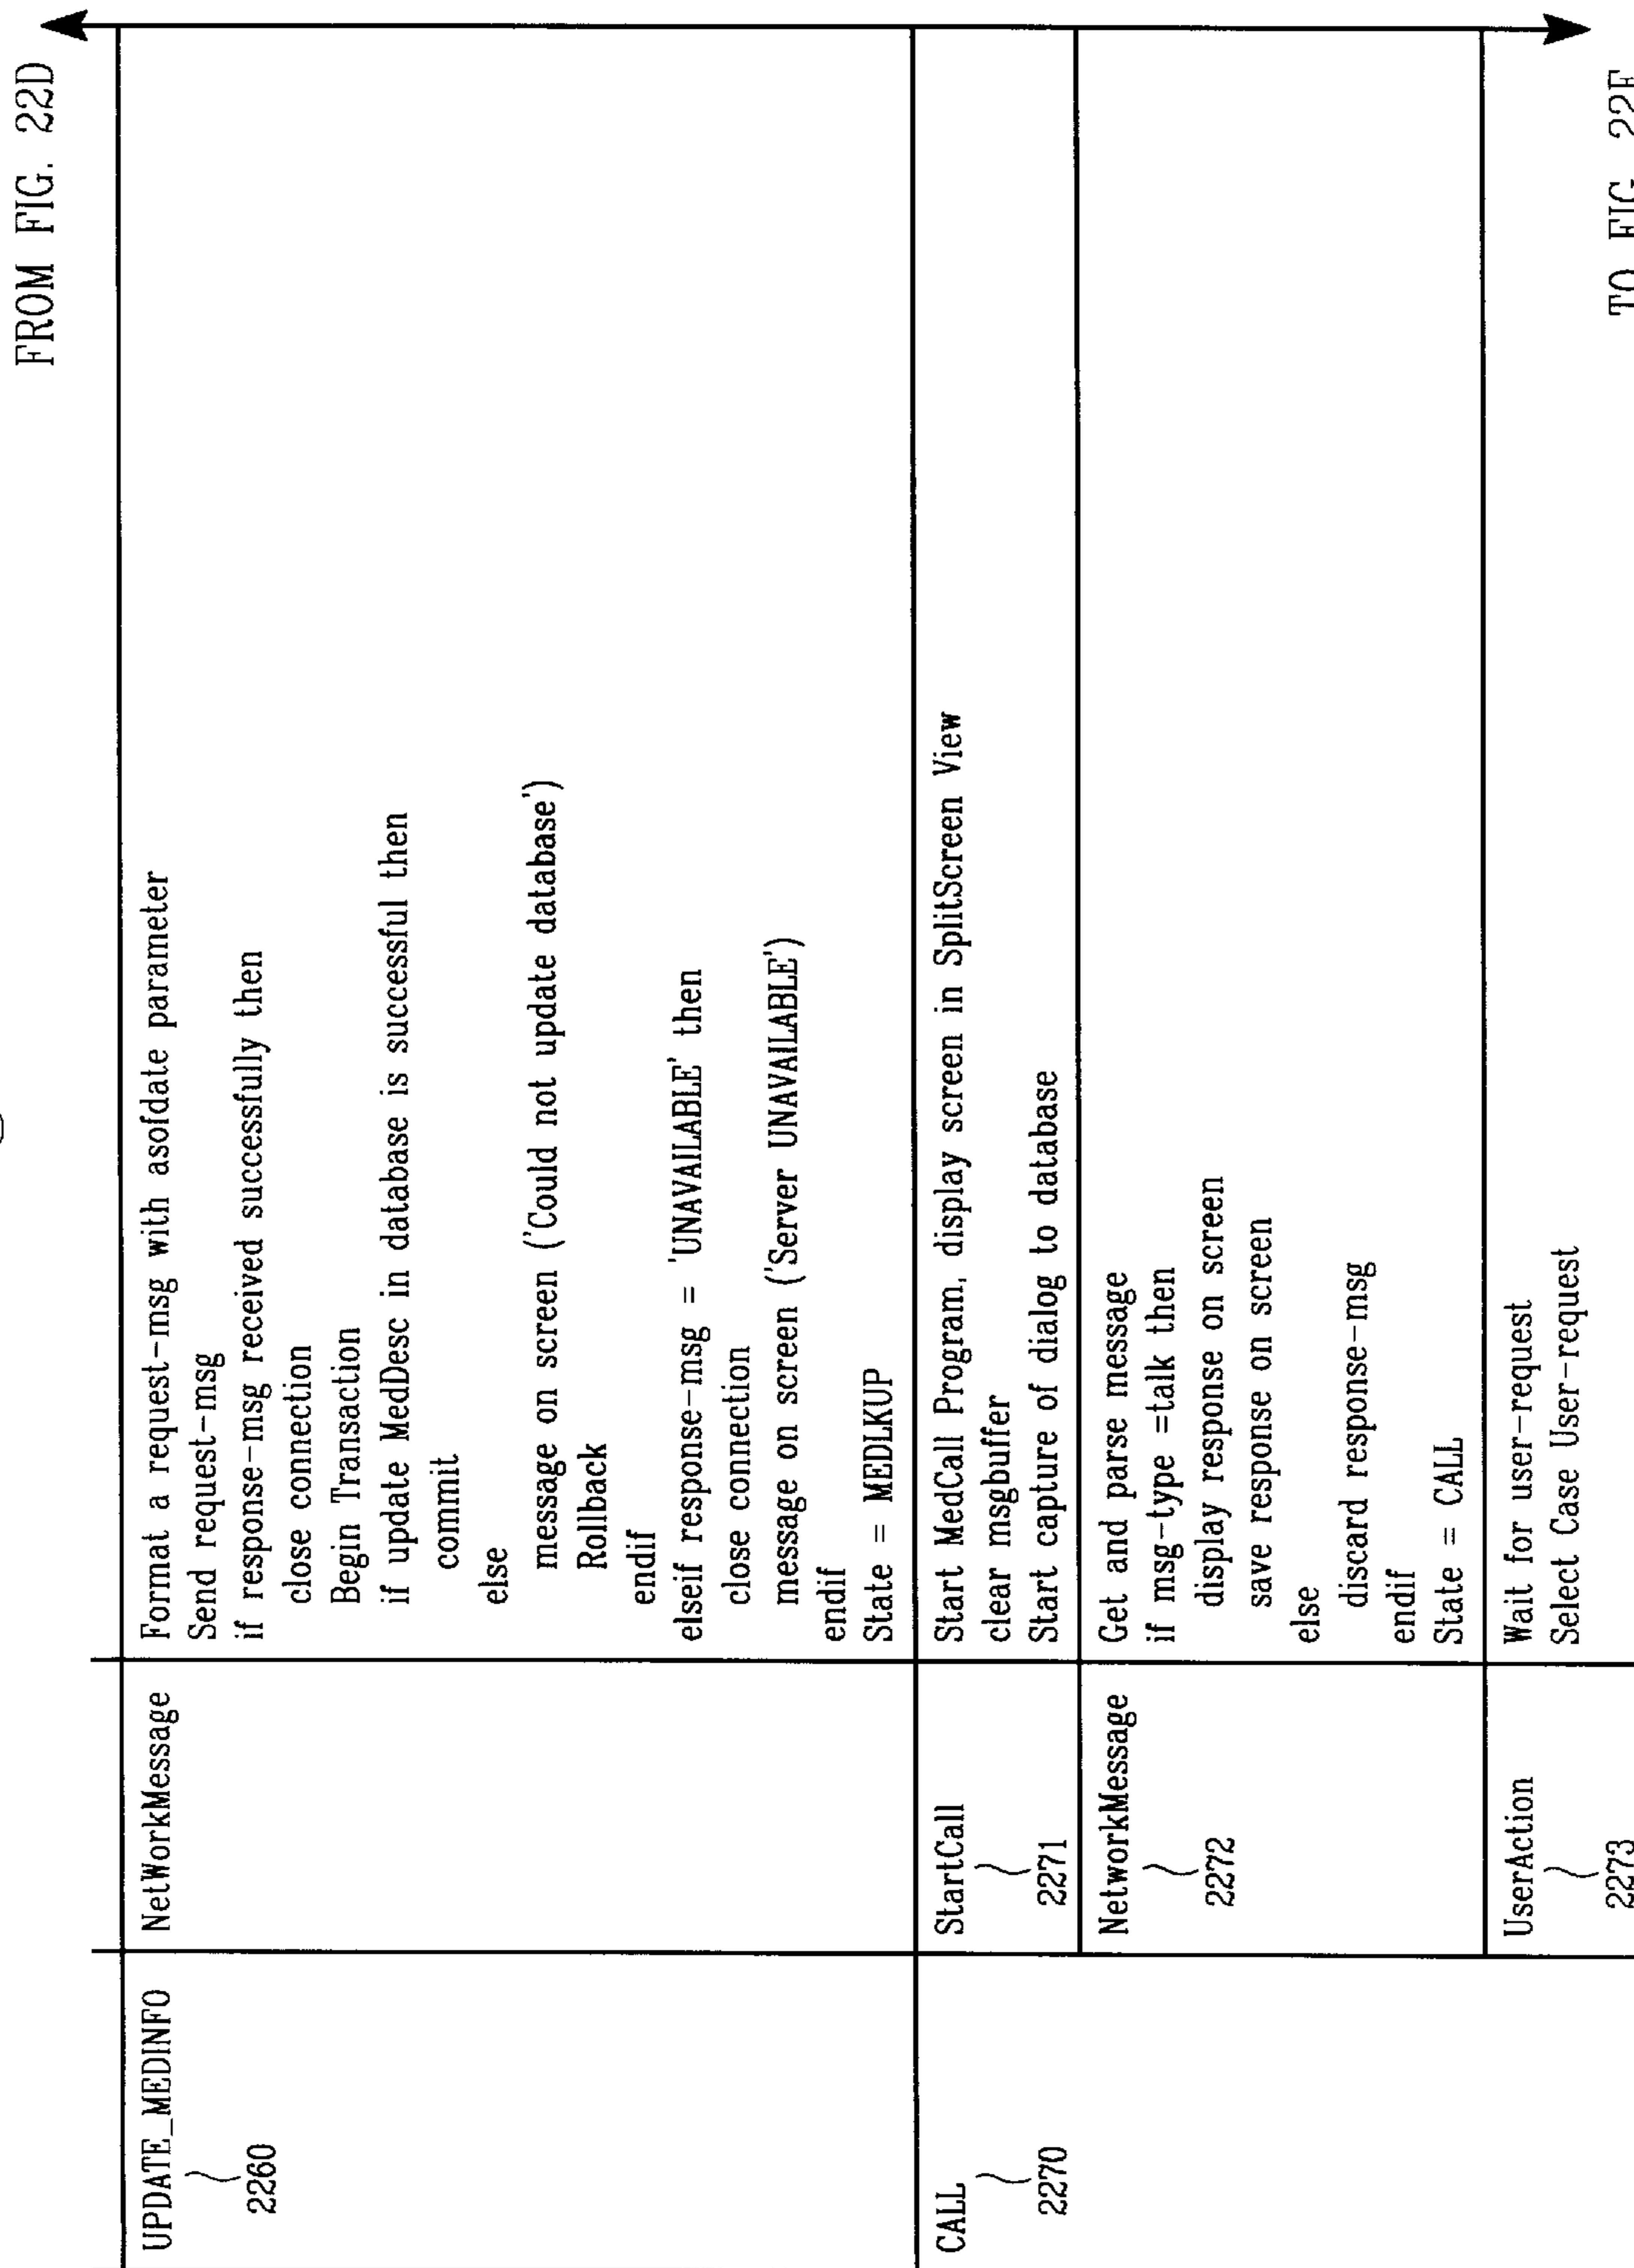 FROM FIG. 22D
UPDATE_MEDINFO
2260
NetWorkMessage
Format a request-msg with asofdate parameter
Send request-msg
if response-msg received successfully then
close connection
Begin Transaction
if update MedDesc in database is successful then
commit
else
message on screen ('Could not update database')
Rollback
endif
elseif response-msg = 'UNAVAILABLE' then
close connection
message on screen ('Server UNAVAILABLE')
endif
State = MEDLKUP
CALL
2270
StartCall
2271
Start MedCall Program, display screen in SplitScreen View
clear msgbuffer
Start capture of dialog to database
NetworkMessage
2272
Get and parse message
if msg-type =talk then
display response on screen
save response on screen
else
discard response-msg
endif
State = CALL
UserAction
2273
Wait for user-request
Select Case User-request
TO FIG.